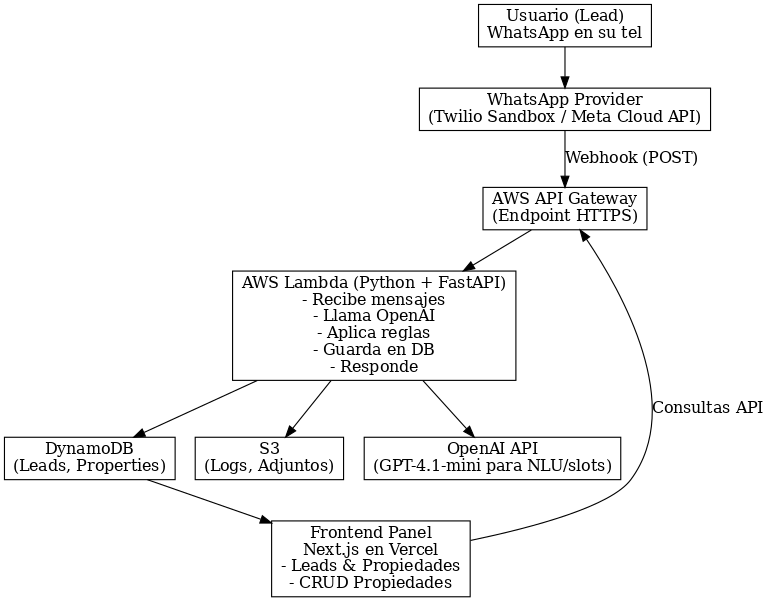 Usuario (Lead)
WhatsApp en su tel
WhatsApp Provider
(Twilio Sandbox / Meta Cloud API)
Webhook (POST)
AWS API Gateway
(Endpoint HTTPS)
AWS Lambda (Python + FastAPI)
- Recibe mensajes
- Llama OpenAI
- Aplica reglas
- Guarda en DB
- Responde
Consultas API
DynamoDB
(Leads, Properties)
S3
(Logs, Adjuntos)
OpenAI API
(GPT-4.1-mini para NLU/slots)
Frontend Panel
Next.js en Vercel
- Leads & Propiedades
- CRUD Propiedades